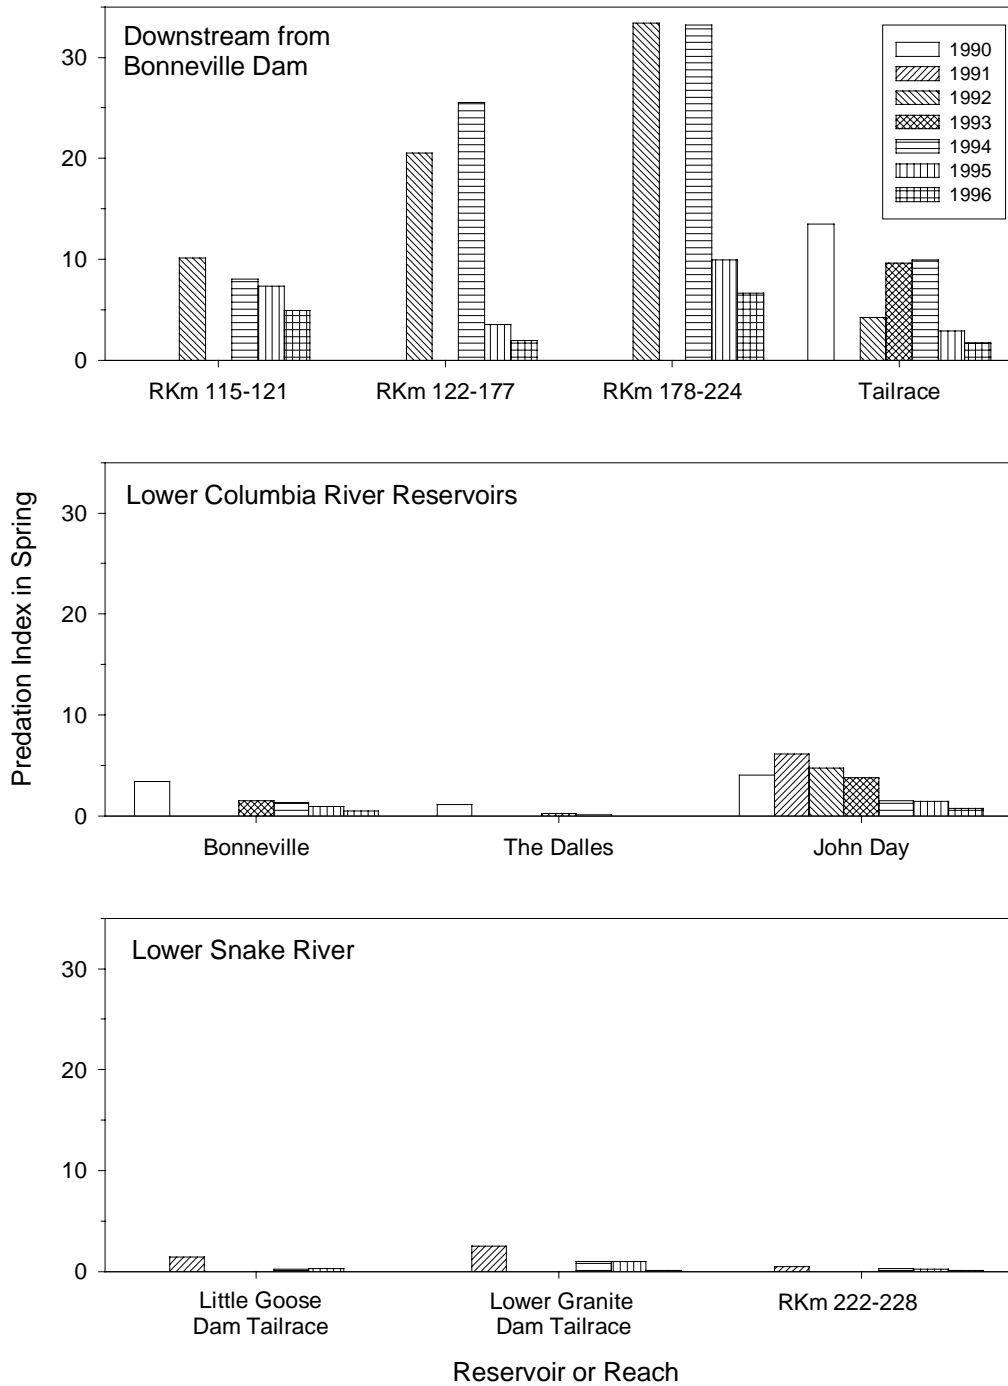 Downstream from
Bonneville Dam
1990
1991
1992
1993
1994
1995
1996
30
20
10
0
RKm 115-121 RKm 122-177 RKm 178-224 Tailrace
Predation Index in Spring
Lower Columbia River Reservoirs
30
20
10
0
Bonneville The Dalles John Day
Lower Snake River
30
20
10
0
Little Goose Lower Granite RKm 222-228
Dam Tailrace Dam Tailrace
Reservoir or Reach